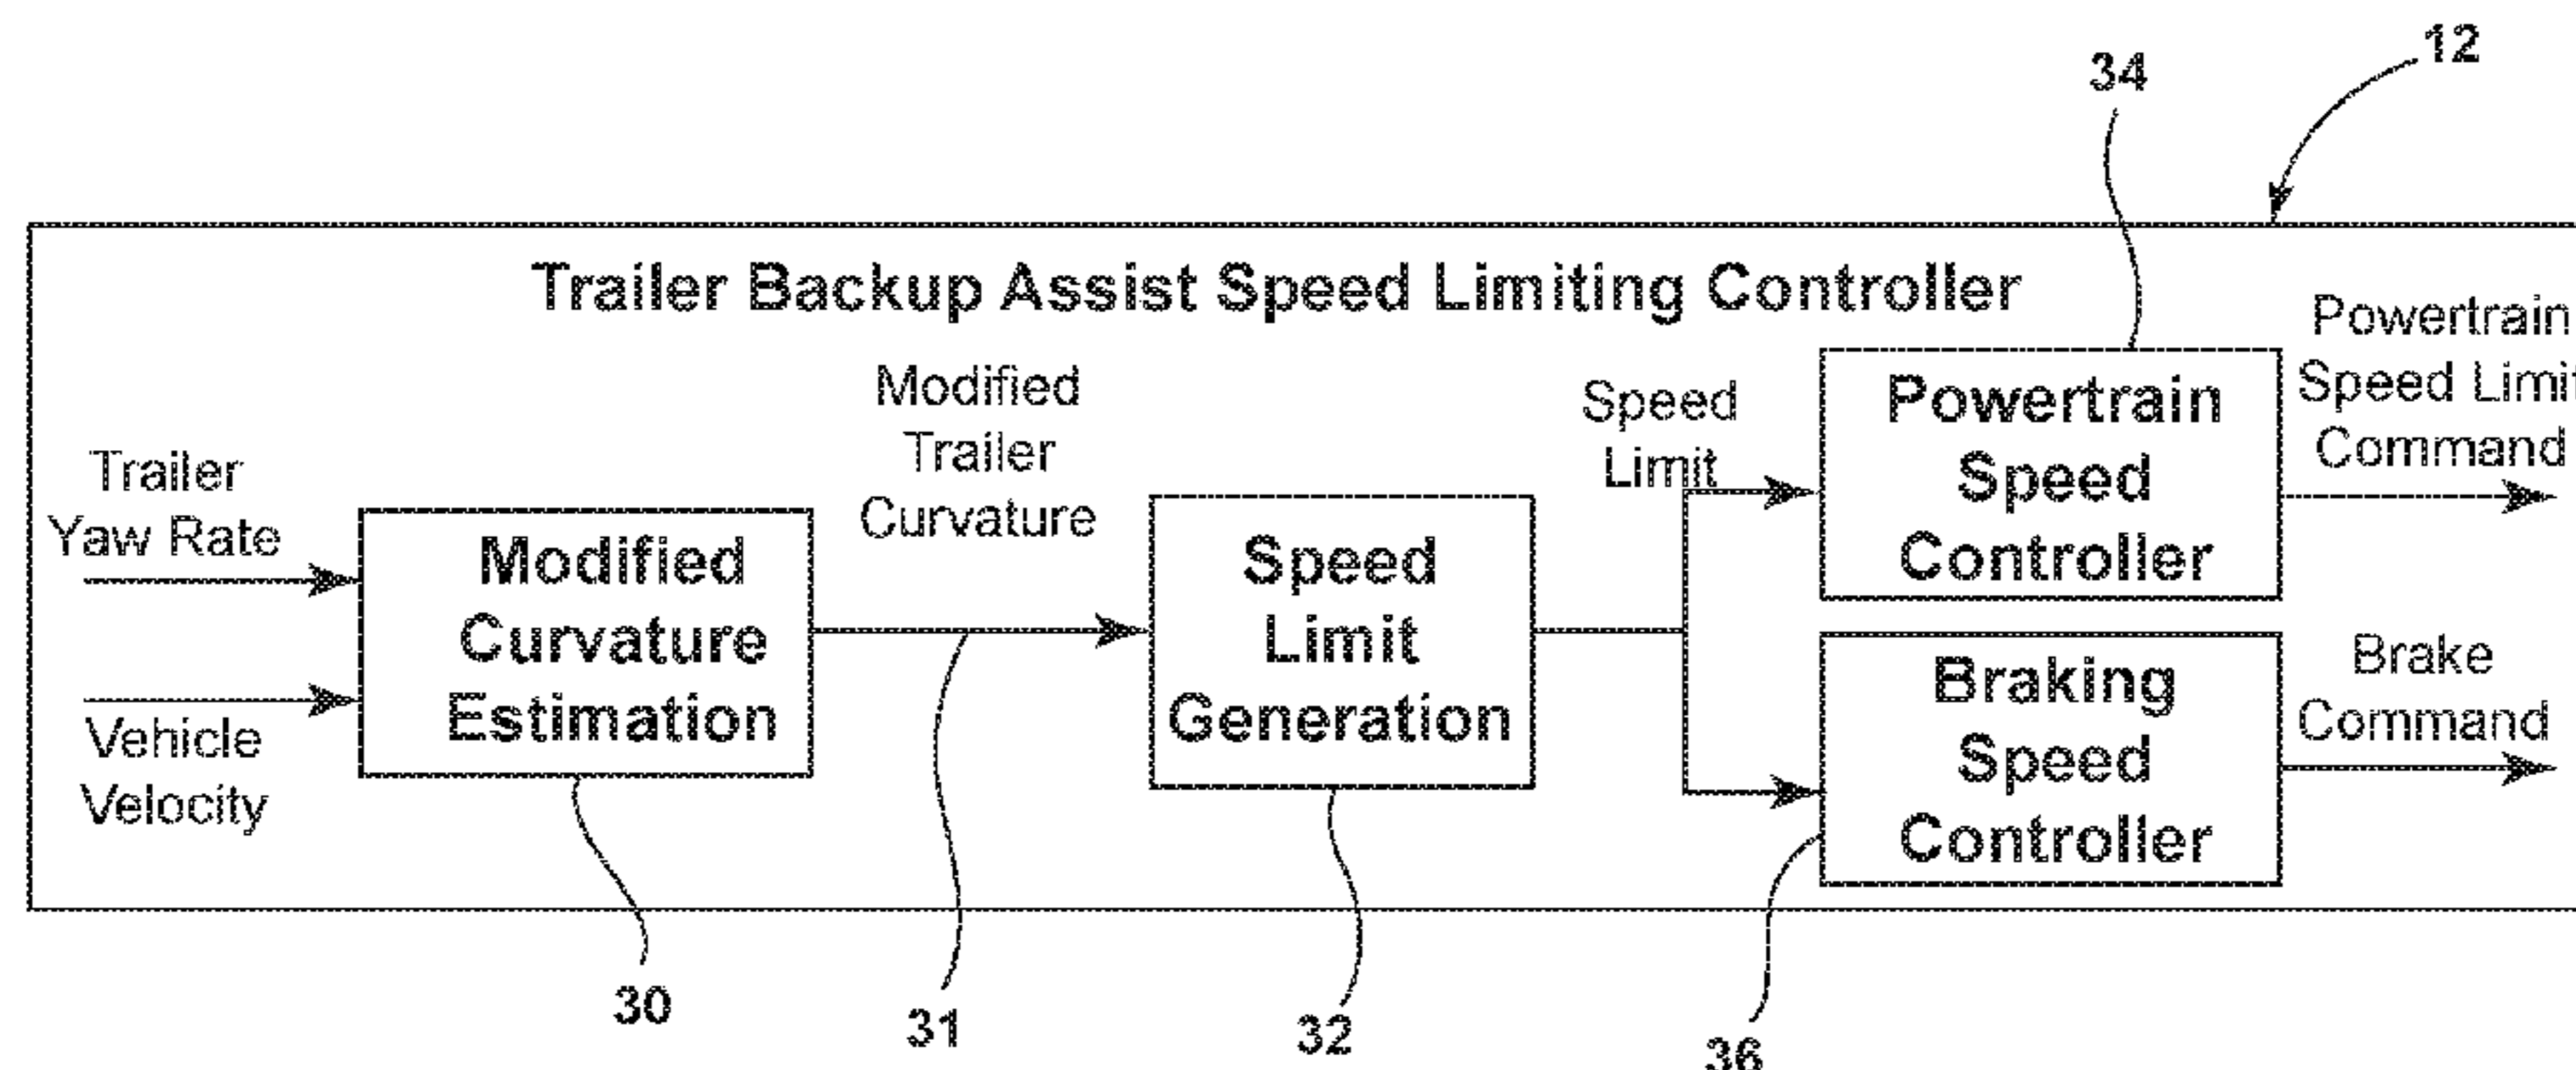 12
34
Trailer Backup Assist Speed Limiting Controller
Trailer
Yaw Rate
Vehicle
Velocity
Modified
Curvature
Estimation
Modified
Trailer
Curvature
Speed
Limit
Generation
Speed
Limit
Powertrain
Speed
Controller
Powertrain
Speed Limit
Command
Braking
Speed
Controller
Brake
Command
30
31
32
36